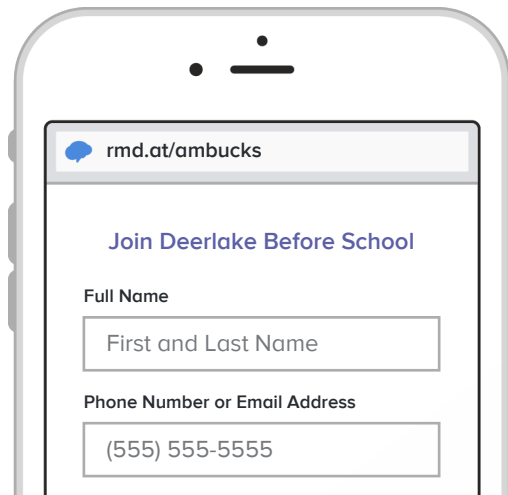 rmd.at/ambucks
Join Deerlake Before School
Full Name
First and Last Name
Phone Number or Email Address
(555) 555-5555